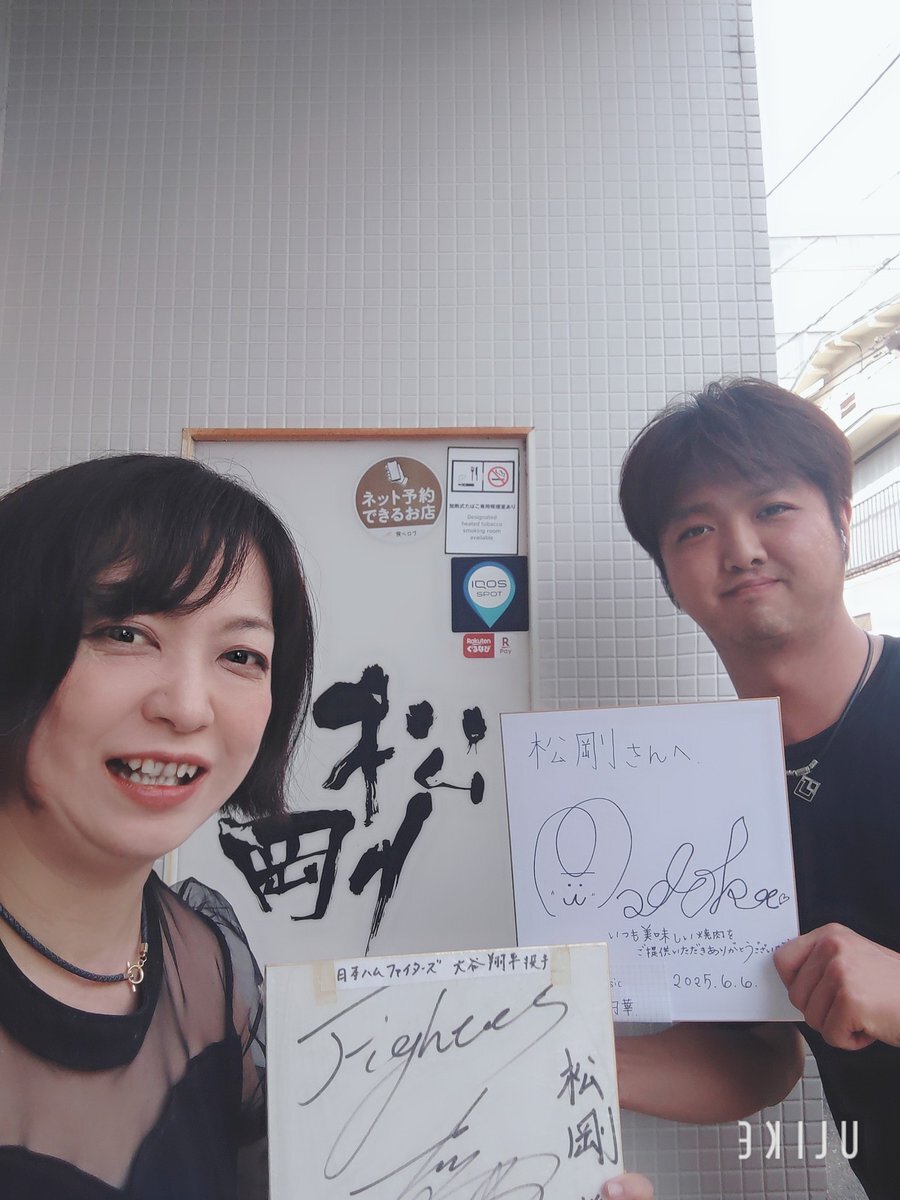 ネット予約
できるお店
食べログ
加熱式たばこ専用喫煙室あり
Designated
heated tobacco
smoking room
available
IQOS
SPOT
Rakuten
ぐるなび
R
Pay
松
剛
松剛さんへ
madoka
いつも美味しい焼肉を
ご提供いただきありがとうござい
sic
2025.6.6.
華
日本ハムファイターズ 大谷翔平投手
Fighters
松剛